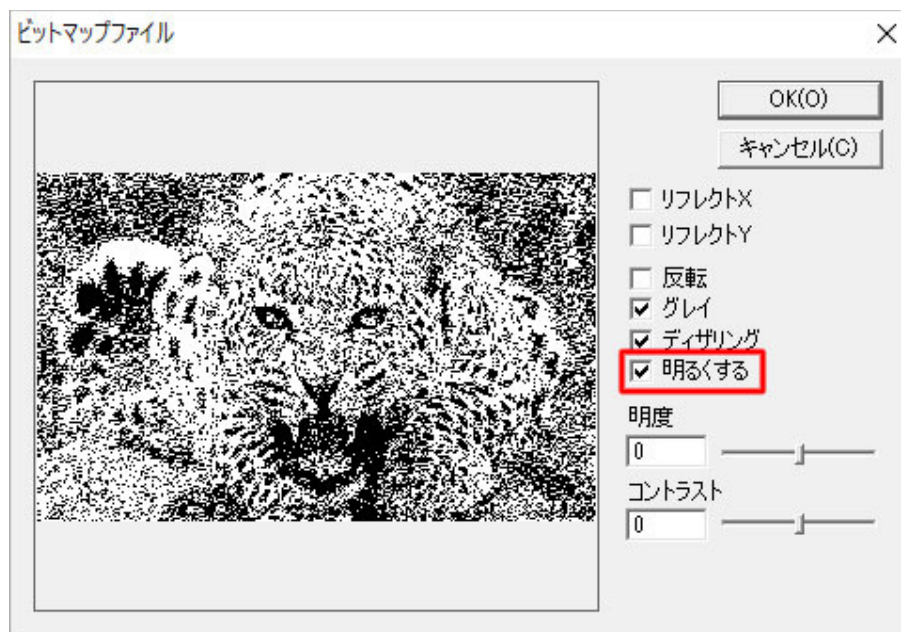 ビットマップファイル
OK(O)
キャンセル(C)
リフレクトX
リフレクトY
反転
グレイ
ディザリング
明るくする
明度
0
コントラスト
0